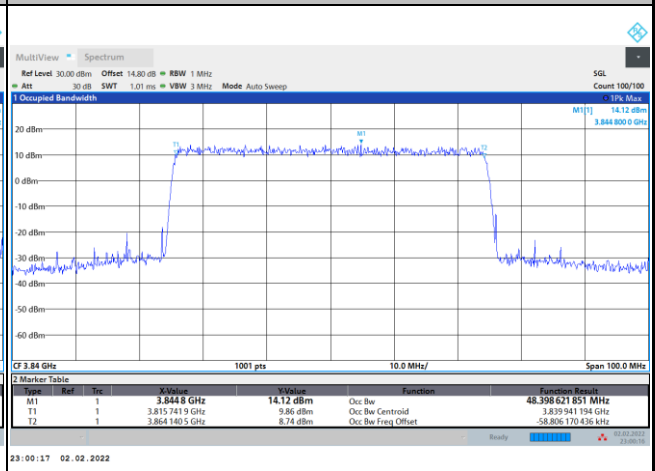 MultiView Spectrum
Ref Level 30.00 dBm Offset 14.80 dB RBW 1 MHz SGL
Att 30 dB SWT 1.01 ms VBW 3 MHz Mode Auto Sweep Count 100/100
1 Occupied Bandwidth 1Pk Max
M1[1] 14.12 dBm
3.844 800 0 GHz
20 dBm
M1
T1 T2
10 dBm
0 dBm
-10 dBm
-20 dBm
-30 dBm
-40 dBm
-50 dBm
-60 dBm
CF 3.84 GHz 1001 pts 10.0 MHz/ Span 100.0 MHz
2 Marker Table
Type Ref Trc X-Value Y-Value Function Function Result
M1 1 3.8448 GHz 14.12 dBm Occ Bw 48.398 621 851 MHz
T1 1 3.815 741 9 GHz 9.86 dBm Occ Bw Centroid 3.839 941 194 GHz
T2 1 3.864 140 5 GHz 8.74 dBm Occ Bw Freq Offset -58.806 170 436 kHz
Ready 02.02.2022
23:00:16
23:00:17 02.02.2022